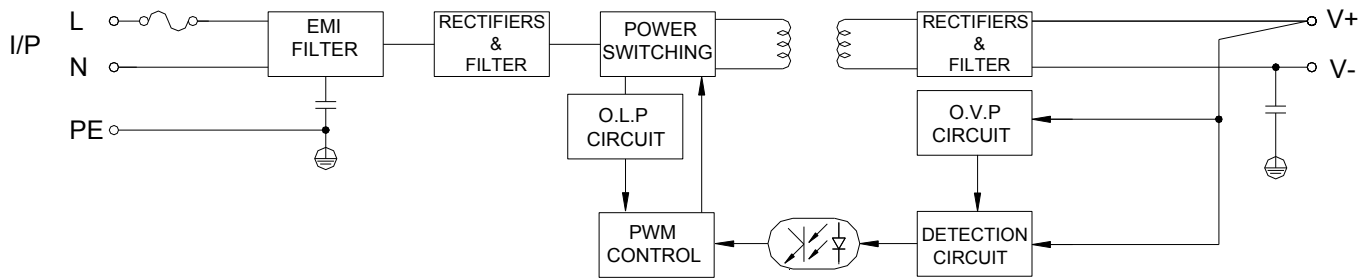 I/P
L
N
PE
EMI
FILTER
RECTIFIERS
&
FILTER
POWER
SWITCHING
RECTIFIERS
&
FILTER
V+
V-
O.L.P
CIRCUIT
O.V.P
CIRCUIT
PWM
CONTROL
DETECTION
CIRCUIT